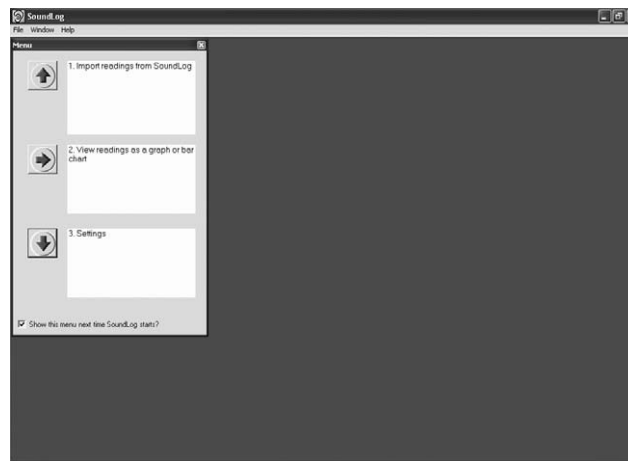 SoundLog
File Window Help
Menu
1. Import readings from SoundLog
2. View readings as a graph or bar
chart
3. Settings
Show this menu next time SoundLog starts?